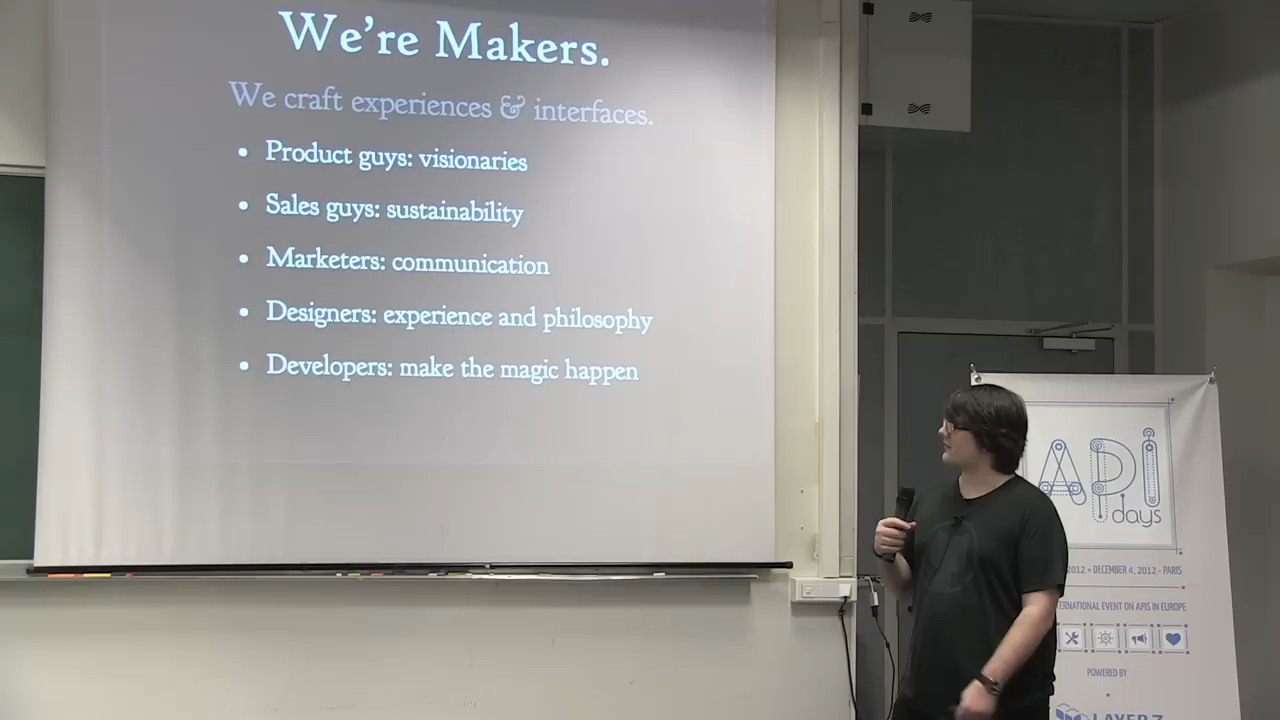 We're Makers.
We craft experiences & interfaces.
• Product guys: visionaries
• Sales guys: sustainability
• Marketers: communication
• Designers: experience and philosophy
• Developers: make the magic happen
API
days
2012 > DECEMBER 4, 2012 - PARIS
ERNATIONAL EVENT ON APIS IN EUROPE
POWERED BY
LAYER 7